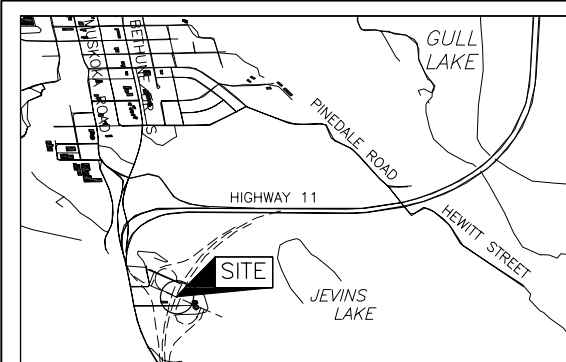 GULL
LAKE
MUSKOKA ROAD
BETHUNE
PINEDALE ROAD
HIGHWAY 11
HEWITT STREET
SITE
JEVINS
LAKE